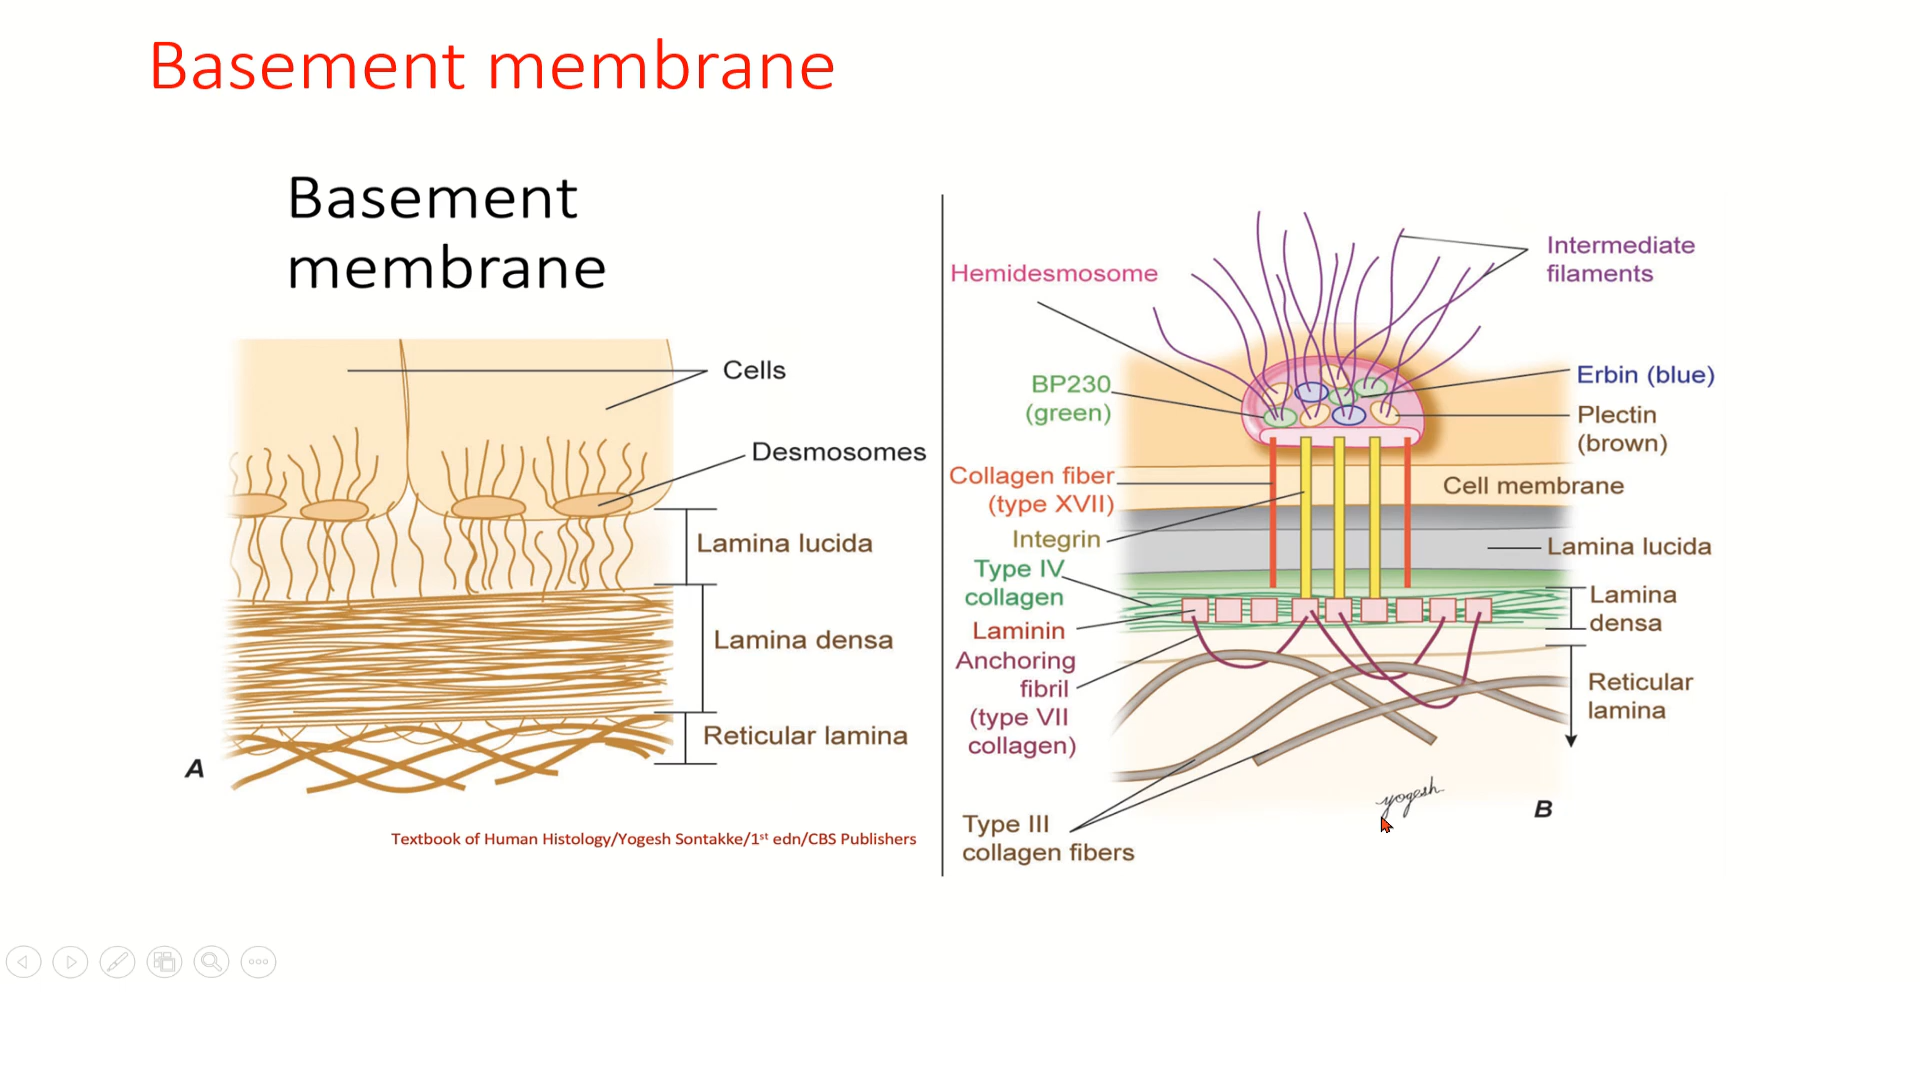 Basement membrane
Basement
membrane
Cells
Desmosomes
Lamina lucida
Lamina densa
Reticular lamina
A
Textbook of Human Histology/Yogesh Sontakke/1st edn/CBS Publishers
Hemidesmosome
BP230
(green)
Collagen fiber
(type XVII)
Integrin
Type IV
collagen
Laminin
Anchoring
fibril
(type VII
collagen)
Type III
collagen fibers
Intermediate
filaments
Erbin (blue)
Plectin
(brown)
Cell membrane
Lamina lucida
Lamina
densa
Reticular
lamina
yogesh
B